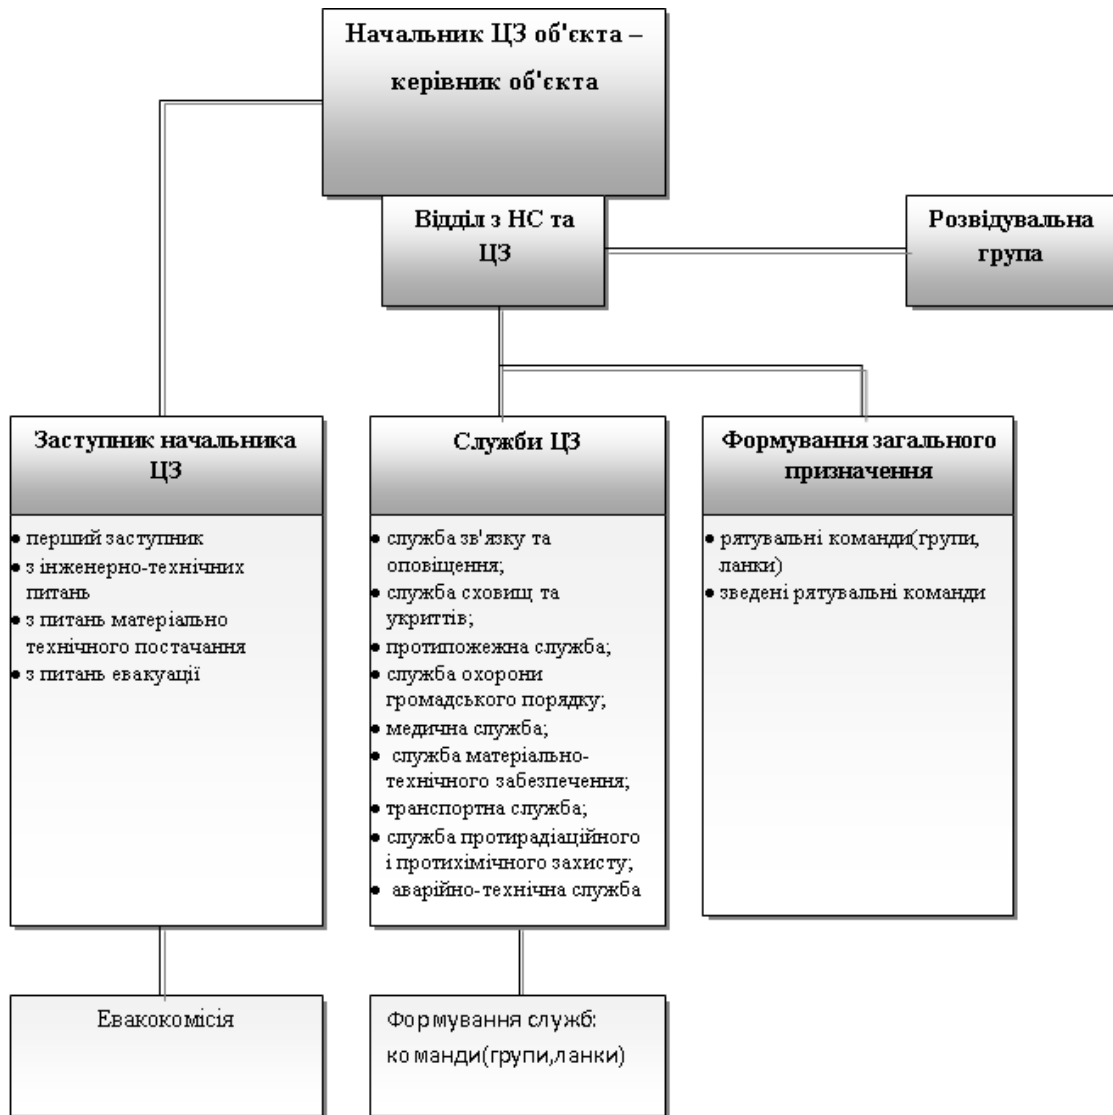 Начальник ЦЗ об'єкта –
керівник об'єкта
Відділ з НС та
ЦЗ
Розвідувальна
група
Заступник начальника
ЦЗ
● перший заступник
● з інженерно-технічних
питань
● з питань матеріально
технічного постачання
● з питань евакуації
Служби ЦЗ
● служба зв'язку та
оповіщення;
● служба сховищ та
укриттів;
● протипожежна служба;
● служба охорони
громадського порядку;
● медична служба;
● служба матеріально-
технічного забезпечення;
● транспортна служба;
● служба протирадіаційного
і протихімічного захисту;
● аварійно-технічна служба
Формування загального
призначення
● рятувальні команди(групи,
ланки)
● зведені рятувальні команди
Евакокомісія
Формування служб:
команди(групи,ланки)